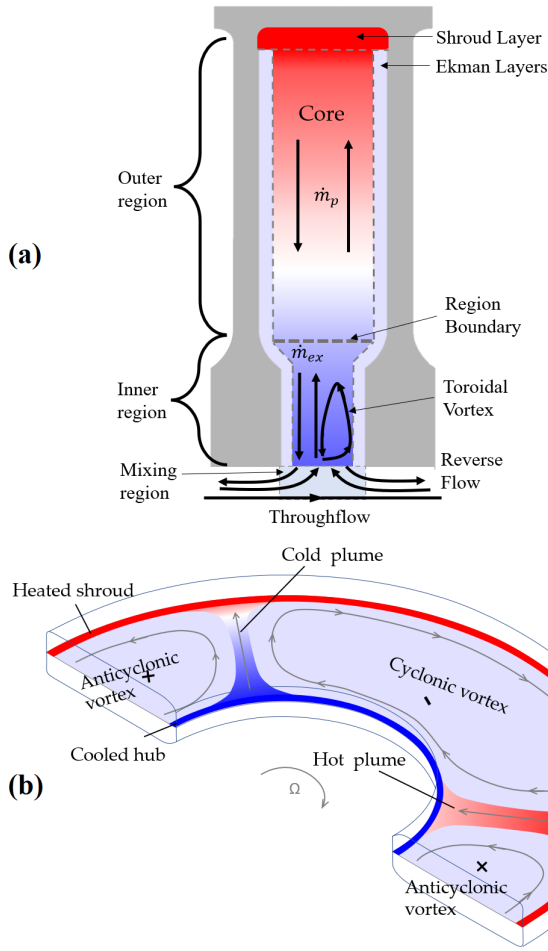 Shroud Layer
Ekman Layers
Core
ṁp
Outer
region
(a)
Region
Boundary
ṁex
Inner
region
Toroidal
Vortex
Mixing
region
Reverse
Flow
Throughflow
Cold plume
Heated shroud
Anticyclonic
vortex
+
Cyclonic vortex
-
Cooled hub
Hot plume
(b)
Ω
×
Anticyclonic
vortex